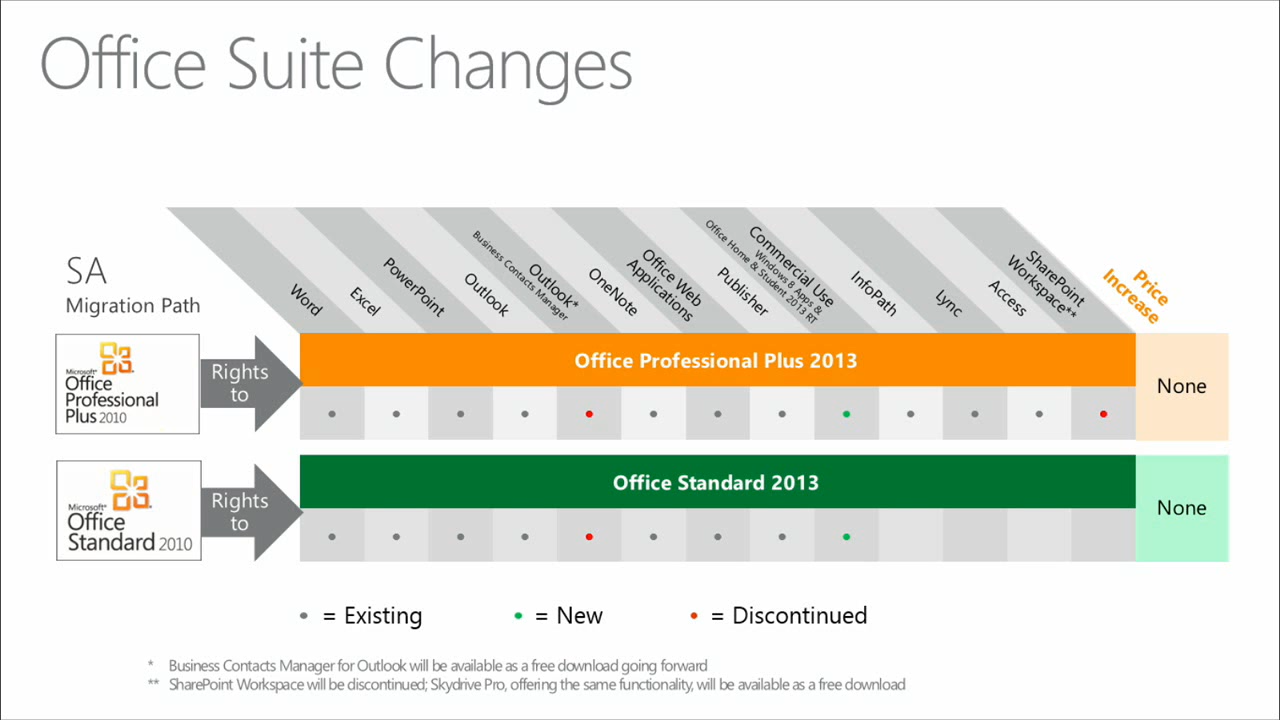 Office Suite Changes
SA
Migration Path
Word
Excel
PowerPoint
Outlook
Outlook*
Business Contacts Manager
OneNote
Office Web
Applications
Publisher
Commercial Use
Windows 8 Apps &
Office Home & Student 2013 RT
InfoPath
Lync
Access
SharePoint
Workspace**
Price
Increase
Microsoft®
Office
Professional
Plus 2010
Rights
to
Office Professional Plus 2013
None
Microsoft®
Office
Standard 2010
Rights
to
Office Standard 2013
None
• = Existing
• = New
• = Discontinued
* Business Contacts Manager for Outlook will be available as a free download going forward
** SharePoint Workspace will be discontinued; Skydrive Pro, offering the same functionality, will be available as a free download